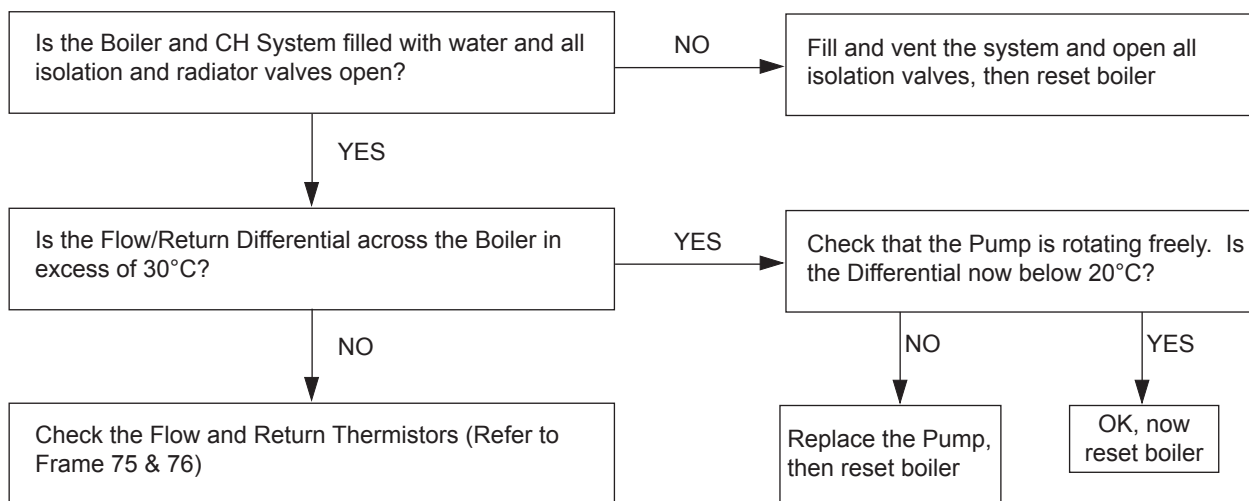 Is the Boiler and CH System filled with water and all
isolation and radiator valves open?
NO
Fill and vent the system and open all
isolation valves, then reset boiler
YES
Is the Flow/Return Differential across the Boiler in
excess of 30°C?
YES
Check that the Pump is rotating freely.  Is
the Differential now below 20°C?
NO
NO
YES
Check the Flow and Return Thermistors (Refer to
Frame 75 & 76)
Replace the Pump,
then reset boiler
OK, now
reset boiler